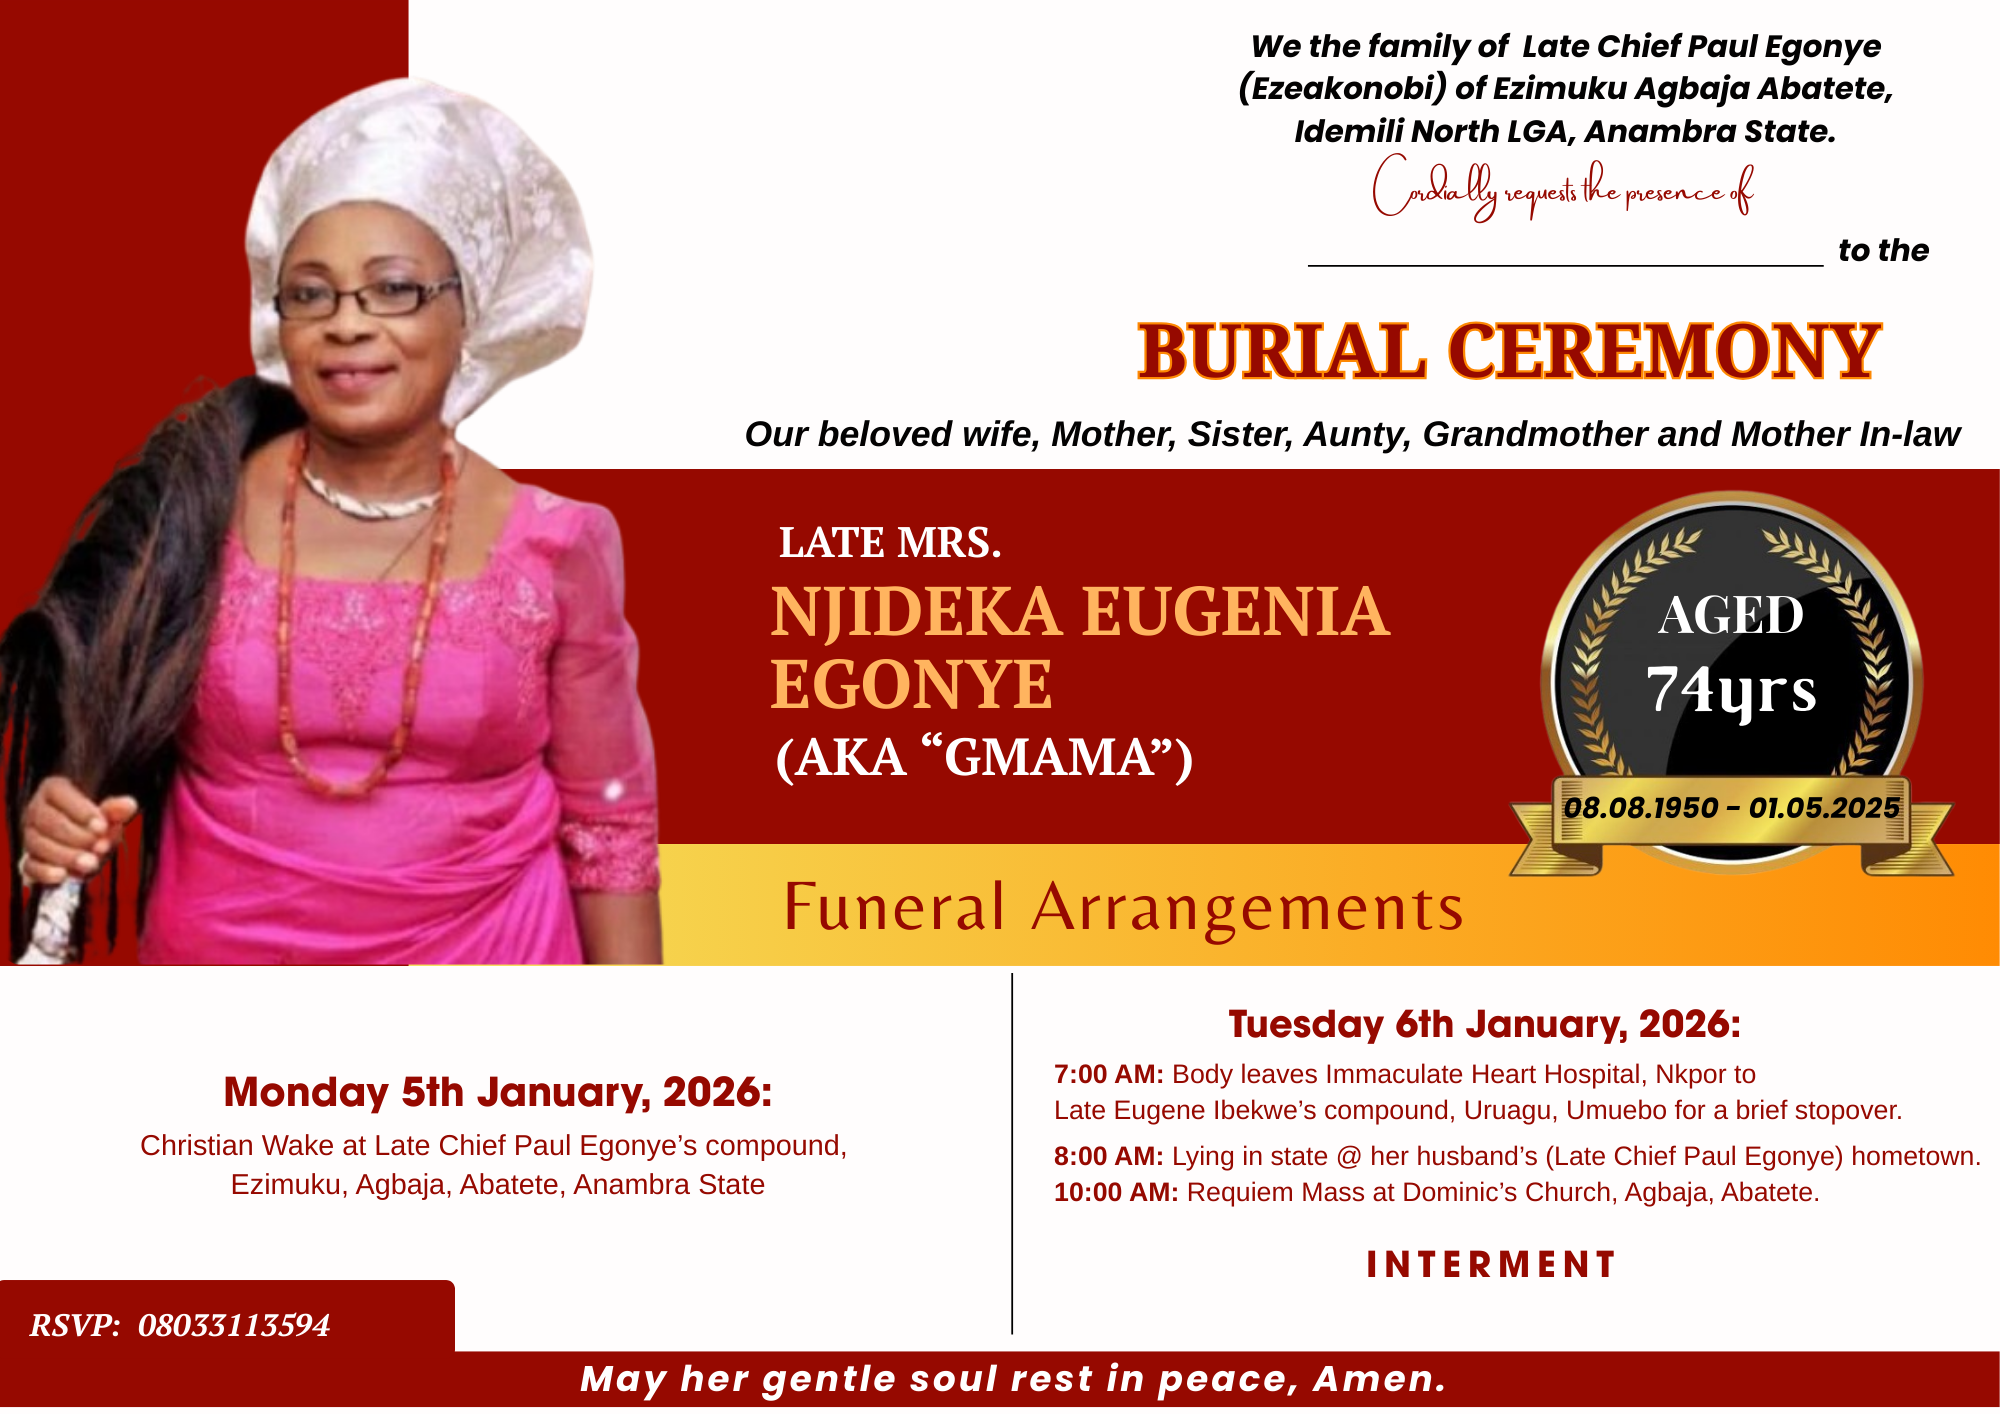 We the family of Late Chief Paul Egonye
(Ezeakonobi) of Ezimuku Agbaja Abatete,
Idemili North LGA, Anambra State.
Cordially requests the presence of
to the
BURIAL CEREMONY
Our beloved wife, Mother, Sister, Aunty, Grandmother and Mother In-law
LATE MRS.
NJIDEKA EUGENIA
EGONYE
(AKA “GMAMA”)
AGED
74yrs
08.08.1950 - 01.05.2025
Funeral Arrangements
Monday 5th January, 2026:
Christian Wake at Late Chief Paul Egonye’s compound,
Ezimuku, Agbaja, Abatete, Anambra State
Tuesday 6th January, 2026:
7:00 AM: Body leaves Immaculate Heart Hospital, Nkpor to
Late Eugene Ibekwe’s compound, Uruagu, Umuebo for a brief stopover.
8:00 AM: Lying in state @ her husband’s (Late Chief Paul Egonye) hometown.
10:00 AM: Requiem Mass at Dominic’s Church, Agbaja, Abatete.
INTERMENT
RSVP: 08033113594
May her gentle soul rest in peace, Amen.